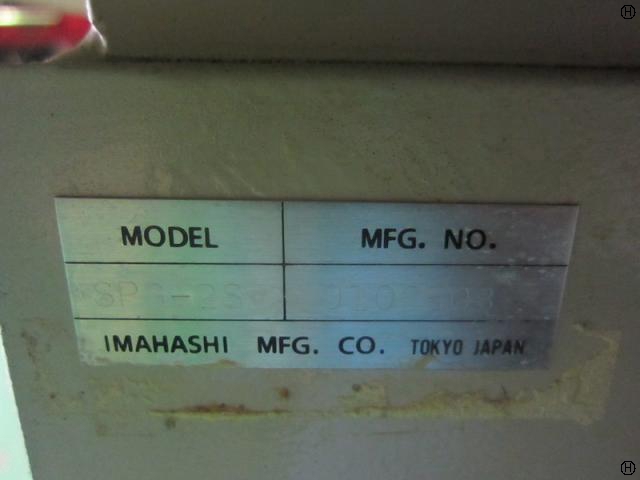 MODEL MFG. NO.
IMAHASHI MFG. CO. TOKYO JAPAN
H
H